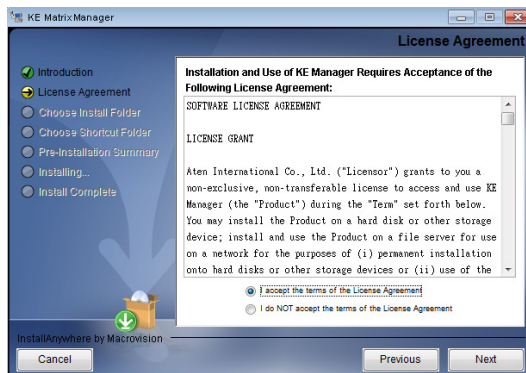 KE MatrixManager
License Agreement
Introduction
License Agreement
Choose Install Folder
Choose Shortcut Folder
Pre-Installation Summary
Installing...
Install Complete
Installation and Use of KE Manager Requires Acceptance of the
Following License Agreement:
SOFTWARE LICENSE AGREEMENT
LICENSE GRANT
Aten International Co., Ltd. ("Licensor") grants to you a
non-exclusive, non-transferable license to access and use KE
Manager (the "Product") during the "Term" set forth below.
You may install the Product on a hard disk or other storage
device; install and use the Product on a file server for use
on a network for the purposes of (i) permanent installation
onto hard disks or other storage devices or (ii) use of the
I accept the terms of the License Agreement
I do NOT accept the terms of the License Agreement
InstallAnywhere by Macrovision
Cancel
Previous
Next